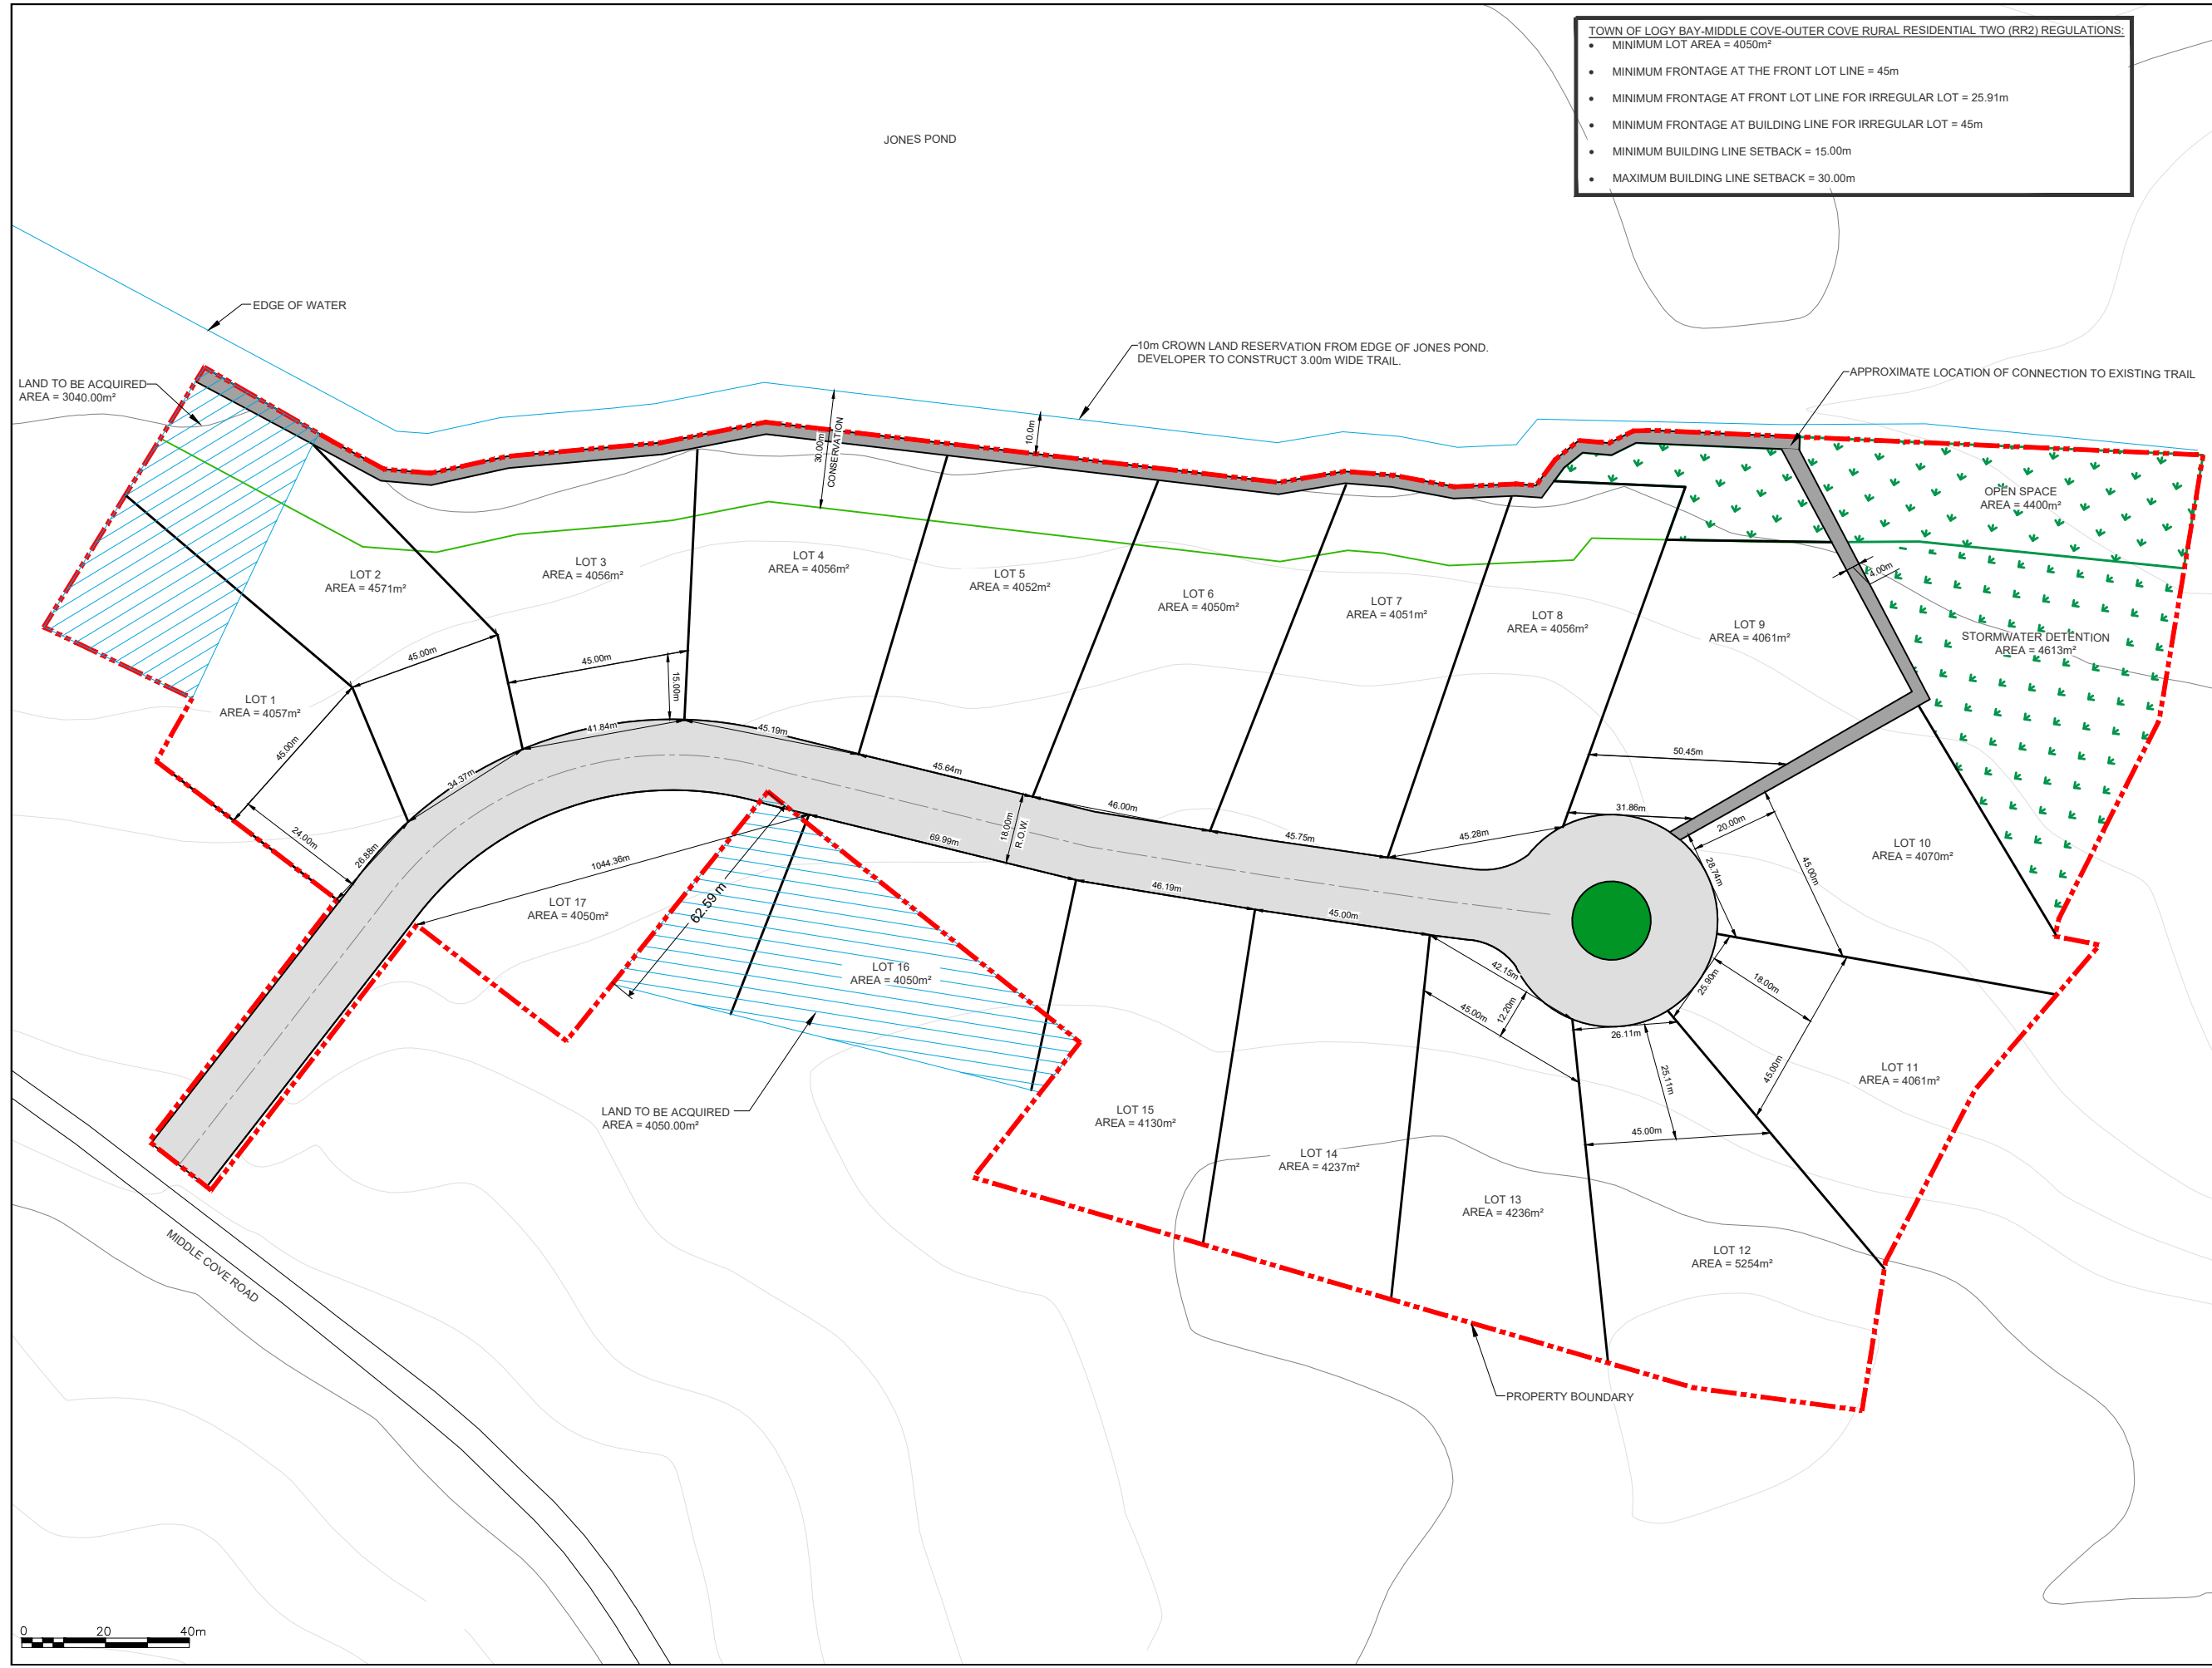 TOWN OF LOGY BAY-MIDDLE COVE-OUTER COVE RURAL RESIDENTIAL TWO (RR2) REGULATIONS:
• MINIMUM LOT AREA = 4050m²
• MINIMUM FRONTAGE AT THE FRONT LOT LINE = 45m
• MINIMUM FRONTAGE AT FRONT LOT LINE FOR IRREGULAR LOT = 25.91m
• MINIMUM FRONTAGE AT BUILDING LINE FOR IRREGULAR LOT = 45m
• MINIMUM BUILDING LINE SETBACK = 15.00m
• MAXIMUM BUILDING LINE SETBACK = 30.00m
JONES POND
EDGE OF WATER
10m CROWN LAND RESERVATION FROM EDGE OF JONES POND.
DEVELOPER TO CONSTRUCT 3.00m WIDE TRAIL.
APPROXIMATE LOCATION OF CONNECTION TO EXISTING TRAIL
LAND TO BE ACQUIRED
AREA = 3040.00m²
30.00m
CONSERVATION
10.0m
OPEN SPACE
AREA = 4400m²
4.00m
STORMWATER DETENTION
AREA = 4613m²
LOT 1
AREA = 4057m²
LOT 2
AREA = 4571m²
LOT 3
AREA = 4056m²
LOT 4
AREA = 4056m²
LOT 5
AREA = 4052m²
LOT 6
AREA = 4050m²
LOT 7
AREA = 4051m²
LOT 8
AREA = 4056m²
LOT 9
AREA = 4061m²
45.00m
45.00m
15.00m
45.00m
24.00m
26.88m
34.37m
41.84m
45.19m
45.64m
46.00m
45.75m
45.28m
31.86m
50.45m
20.00m
28.74m
45.00m
LOT 10
AREA = 4070m²
18.00m
R.O.W.
69.99m
1044.36m
62.59 m
46.19m
45.00m
42.15m
45.00m
12.20m
26.11m
25.90m
18.00m
45.00m
25.11m
45.00m
LOT 17
AREA = 4050m²
LOT 16
AREA = 4050m²
LAND TO BE ACQUIRED
AREA = 4050.00m²
LOT 15
AREA = 4130m²
LOT 14
AREA = 4237m²
LOT 13
AREA = 4236m²
LOT 12
AREA = 5254m²
LOT 11
AREA = 4061m²
PROPERTY BOUNDARY
MIDDLE COVE ROAD
0 20 40m